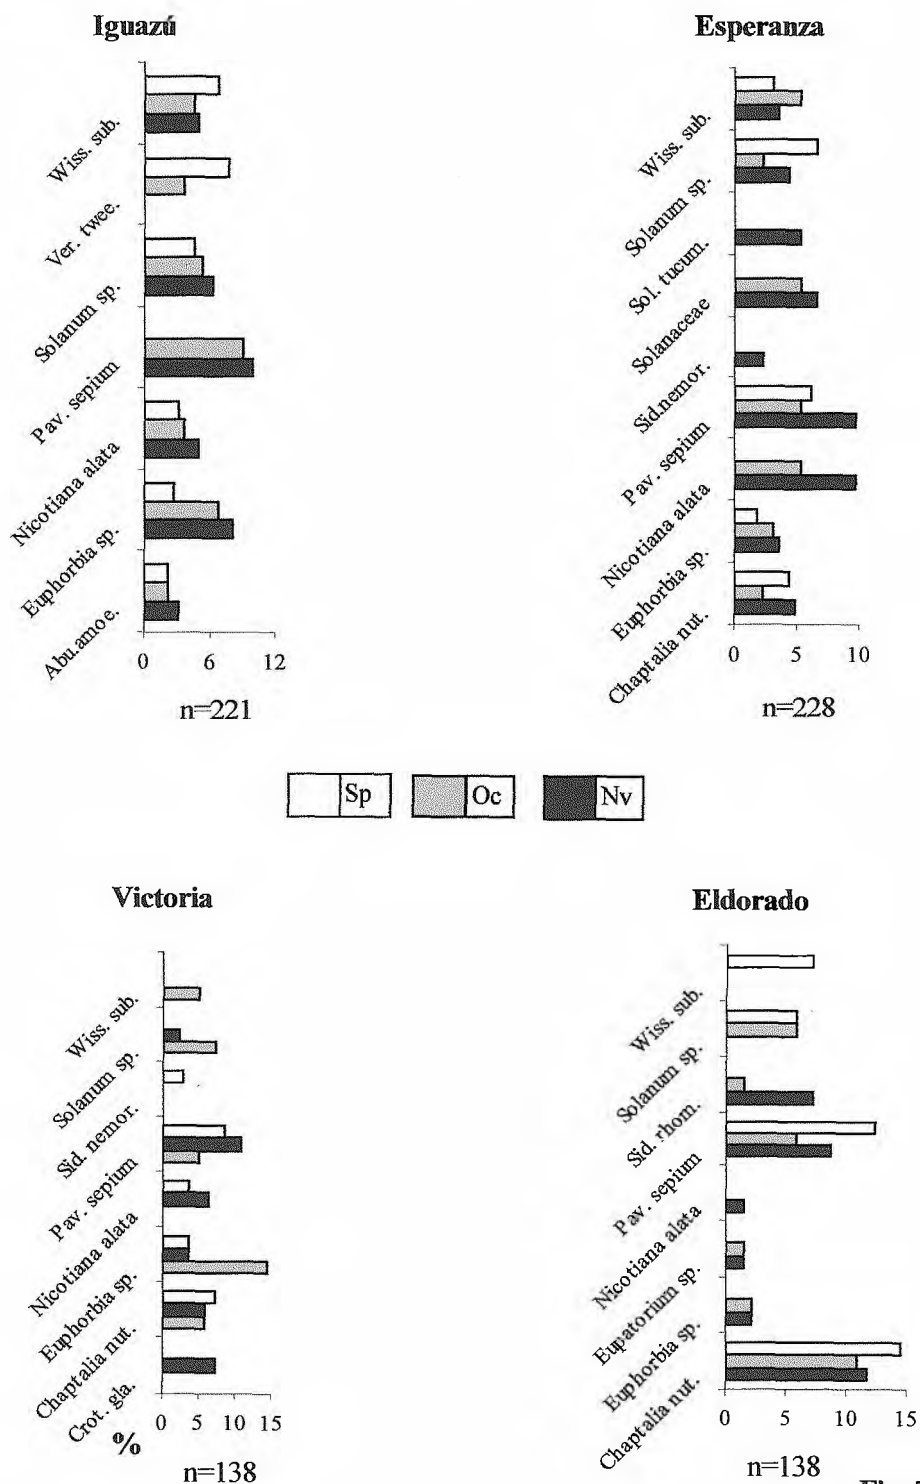 Iguazú
Wiss. sub.
Ver. twee.
Solanum sp.
Pav. sepium
Nicotiana alata
Euphorbia sp.
Abu.amoe.
0 6 12
n=221
Esperanza
Wiss. sub.
Solanum sp.
Sol. tucum.
Solanaceae
Sid.nemor.
Pav. sepium
Nicotiana alata
Euphorbia sp.
Chaptalia nut.
0 5 10
n=228
Sp Oc Nv
Victoria
Wiss. sub.
Solanum sp.
Sid. nemor.
Pav. sepium
Nicotiana alata
Euphorbia sp.
Chaptalia nut.
Crot. gla.
0 5 10 15
%
n=138
Eldorado
Wiss. sub.
Solanum sp.
Sid. rhom.
Pav. sepium
Nicotiana alata
Eupatorium sp.
Euphorbia sp.
Chaptalia nut.
0 5 10 15
n=138